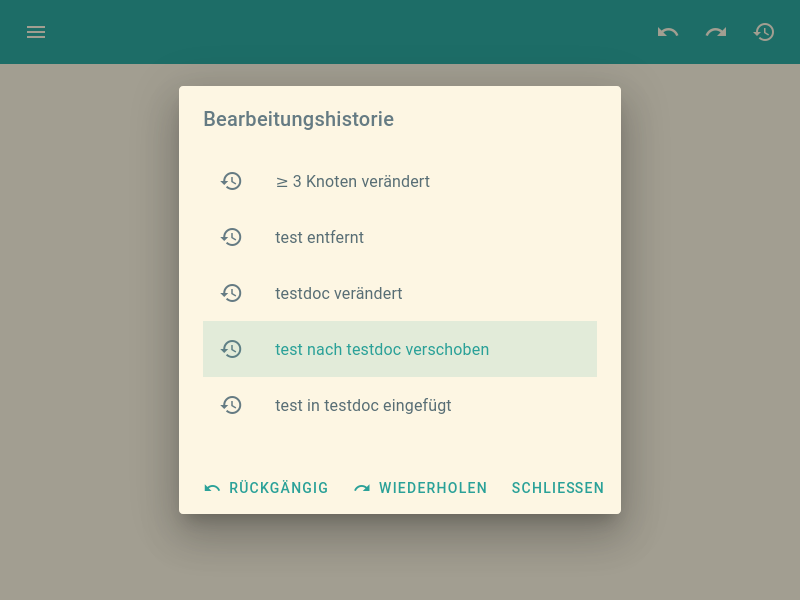 Bearbeitungshistorie
≥ 3 Knoten verändert
test entfernt
testdoc verändert
test nach testdoc verschoben
test in testdoc eingefügt
RÜCKGÄNGIG WIEDERHOLEN SCHLIESSEN